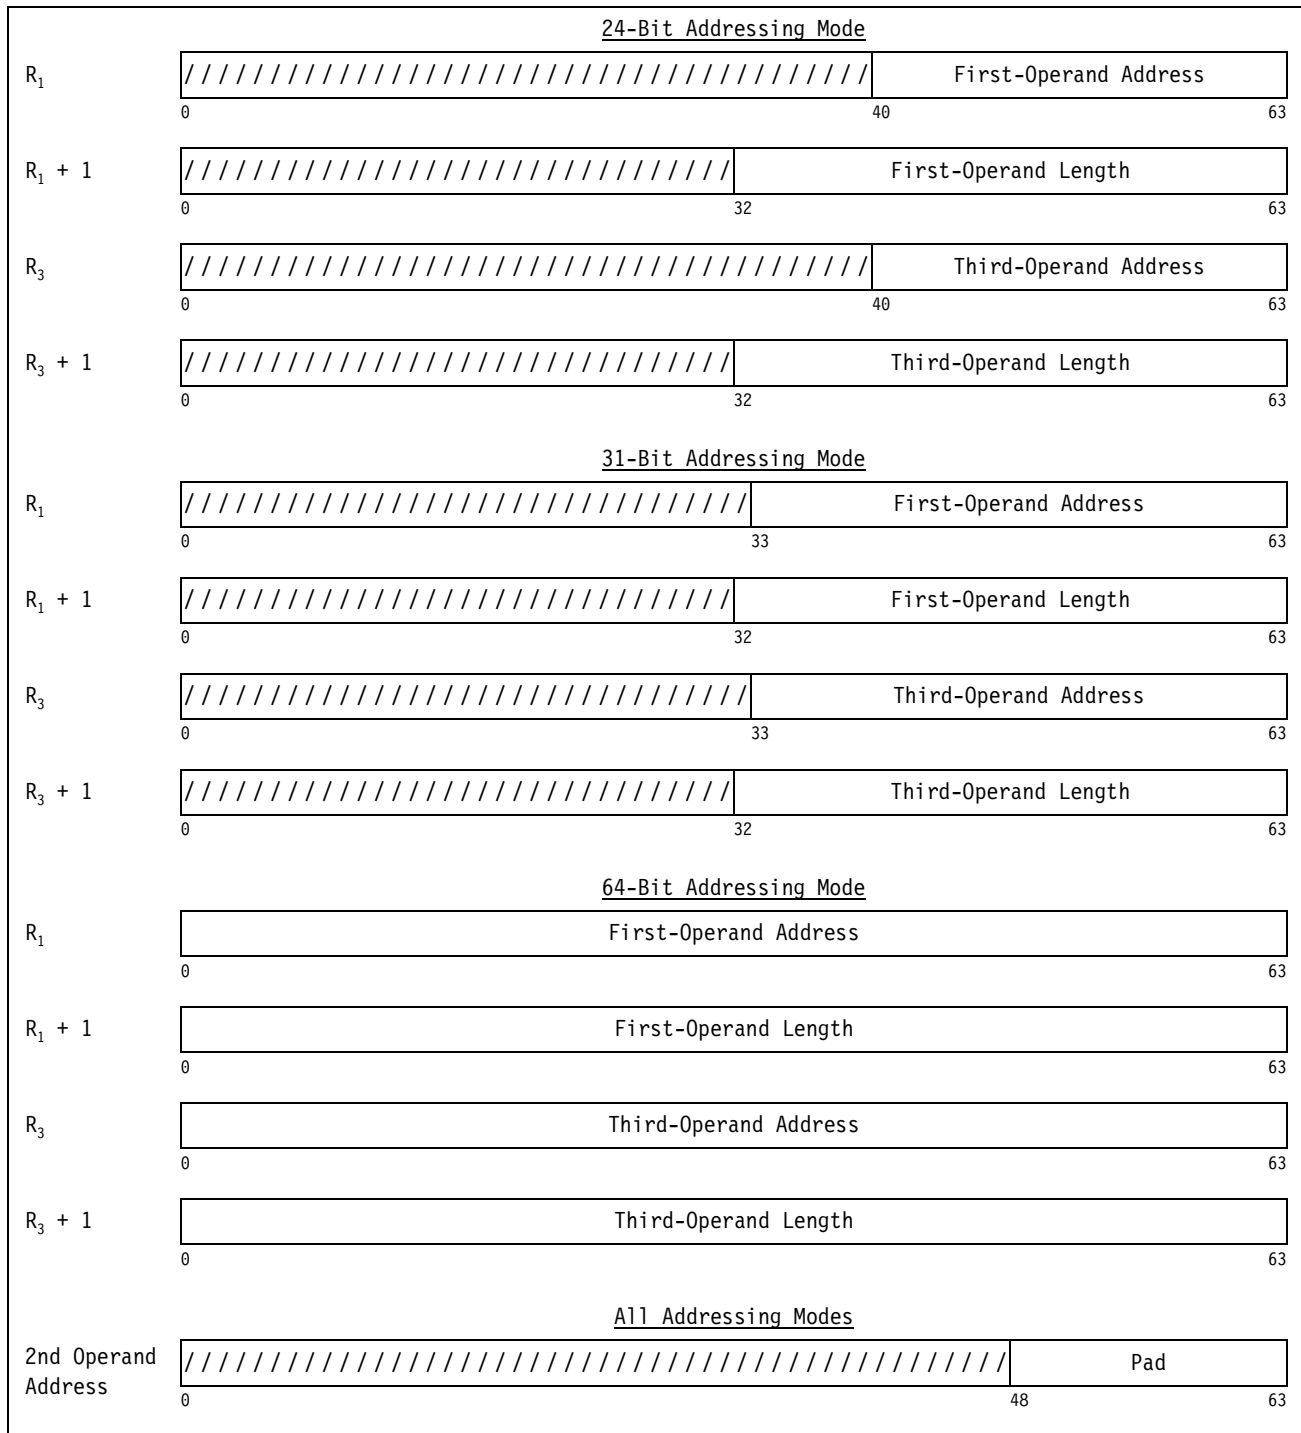 24-Bit Addressing Mode
R₁ //////////////////////////////////////// First-Operand Address
0 40 63
R₁ + 1 //////////////////////////////// First-Operand Length
0 32 63
R₃ //////////////////////////////////////// Third-Operand Address
0 40 63
R₃ + 1 //////////////////////////////// Third-Operand Length
0 32 63
31-Bit Addressing Mode
R₁ ///////////////////////////////// First-Operand Address
0 33 63
R₁ + 1 //////////////////////////////// First-Operand Length
0 32 63
R₃ ///////////////////////////////// Third-Operand Address
0 33 63
R₃ + 1 //////////////////////////////// Third-Operand Length
0 32 63
64-Bit Addressing Mode
R₁ First-Operand Address
0 63
R₁ + 1 First-Operand Length
0 63
R₃ Third-Operand Address
0 63
R₃ + 1 Third-Operand Length
0 63
All Addressing Modes
2nd Operand
Address //////////////////////////////////////////////// Pad
0 48 63